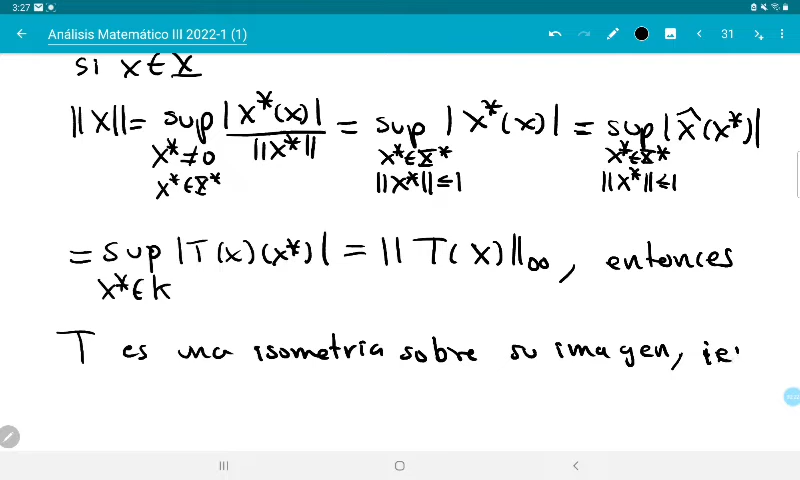 3:27
Análisis Matemático III 2022-1 (1)
31
si x ∈ X
||x|| = sup |x*(x)| / ||x*|| = sup |x*(x)| = sup |x̂(x*)|
x* ≠ 0 x* ∈ X* x* ∈ X*
x* ∈ X* ||x*|| ≤ 1 ||x*|| ≤ 1
= sup |T(x)(x*)| = || T(x) ||∞, entonces
x* ∈ k
T es una isometría sobre su imagen, ie: